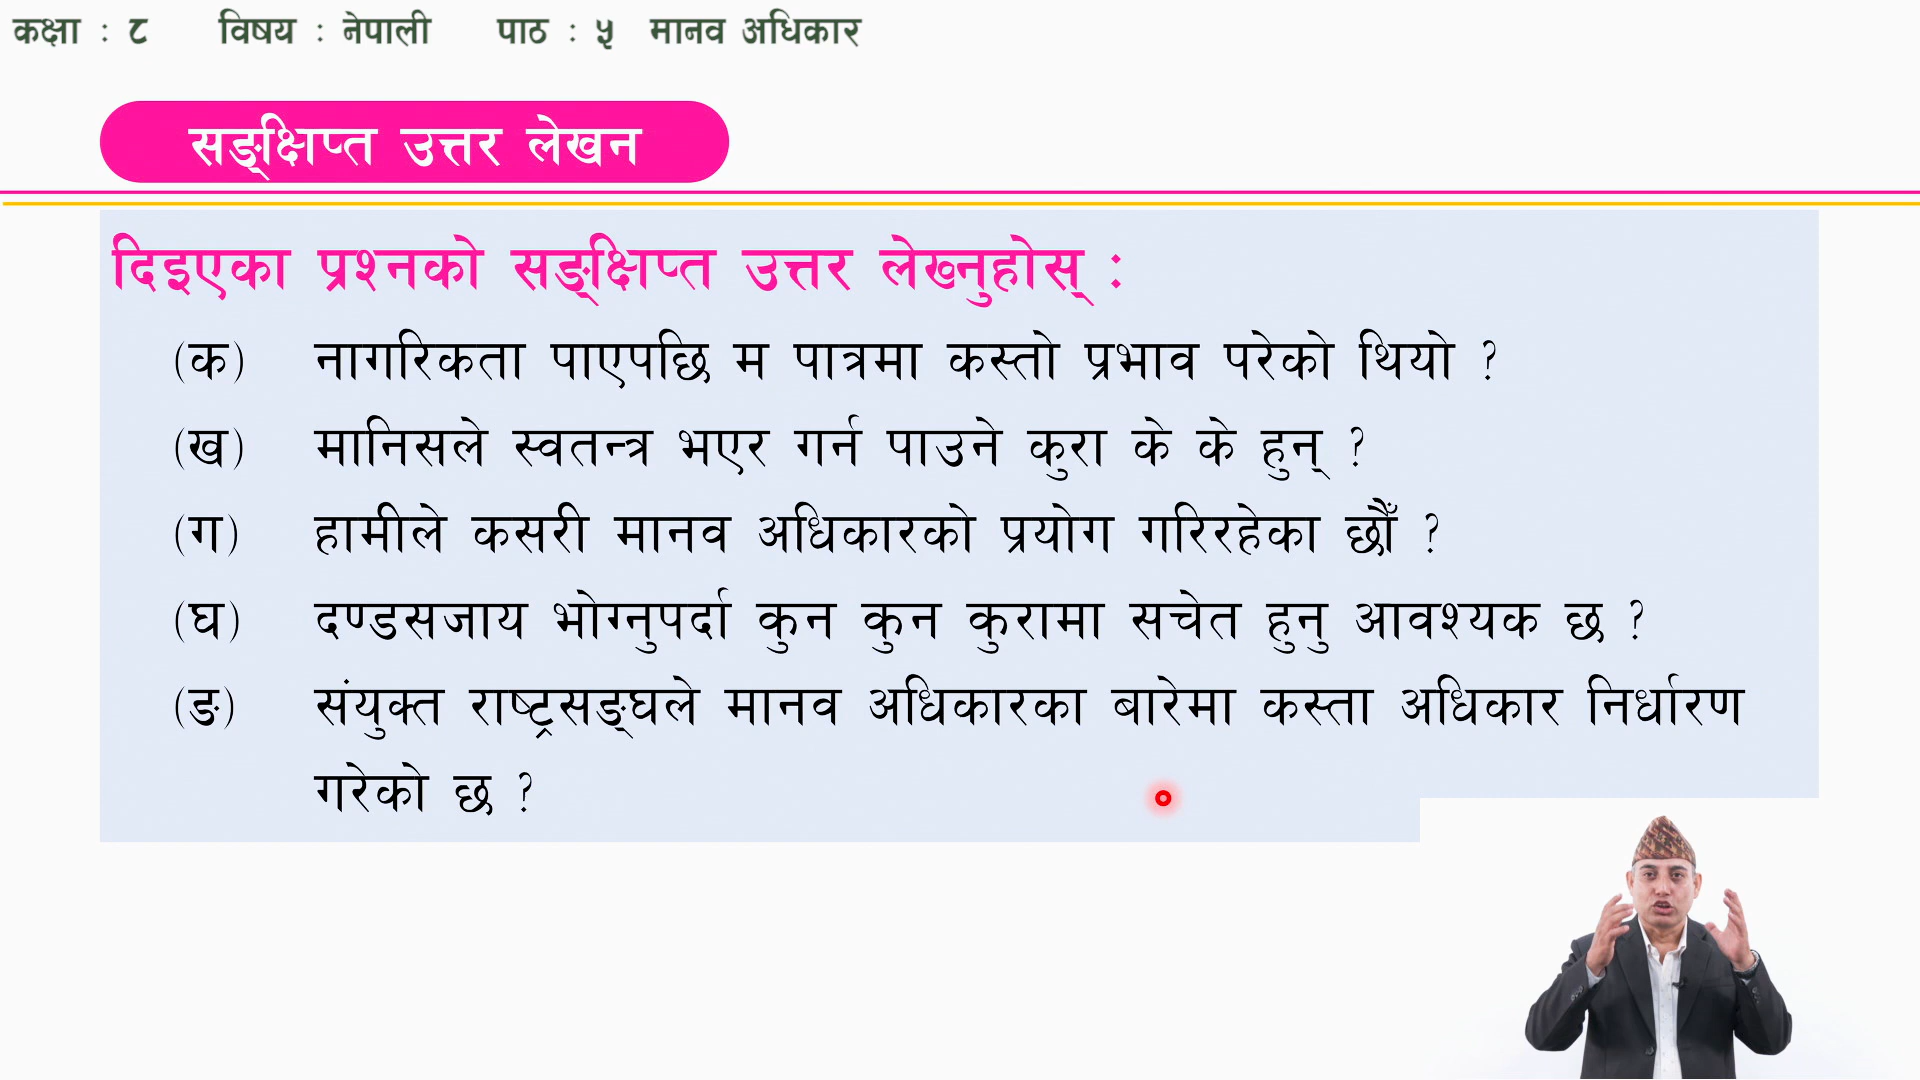 कक्षा : ८ विषय : नेपाली पाठ : ५ मानव अधिकार
सङ्क्षिप्त उत्तर लेखन
दिइएका प्रश्नको सङ्क्षिप्त उत्तर लेख्नुहोस् :
(क) नागरिकता पाएपछि म पात्रमा कस्तो प्रभाव परेको थियो ?
(ख) मानिसले स्वतन्त्र भएर गर्न पाउने कुरा के के हुन् ?
(ग) हामीले कसरी मानव अधिकारको प्रयोग गरिरहेका छौँ ?
(घ) दण्डसजाय भोग्नुपर्दा कुन कुन कुरामा सचेत हुनु आवश्यक छ ?
(ङ) संयुक्त राष्ट्रसङ्घले मानव अधिकारका बारेमा कस्ता अधिकार निर्धारण
गरेको छ ?